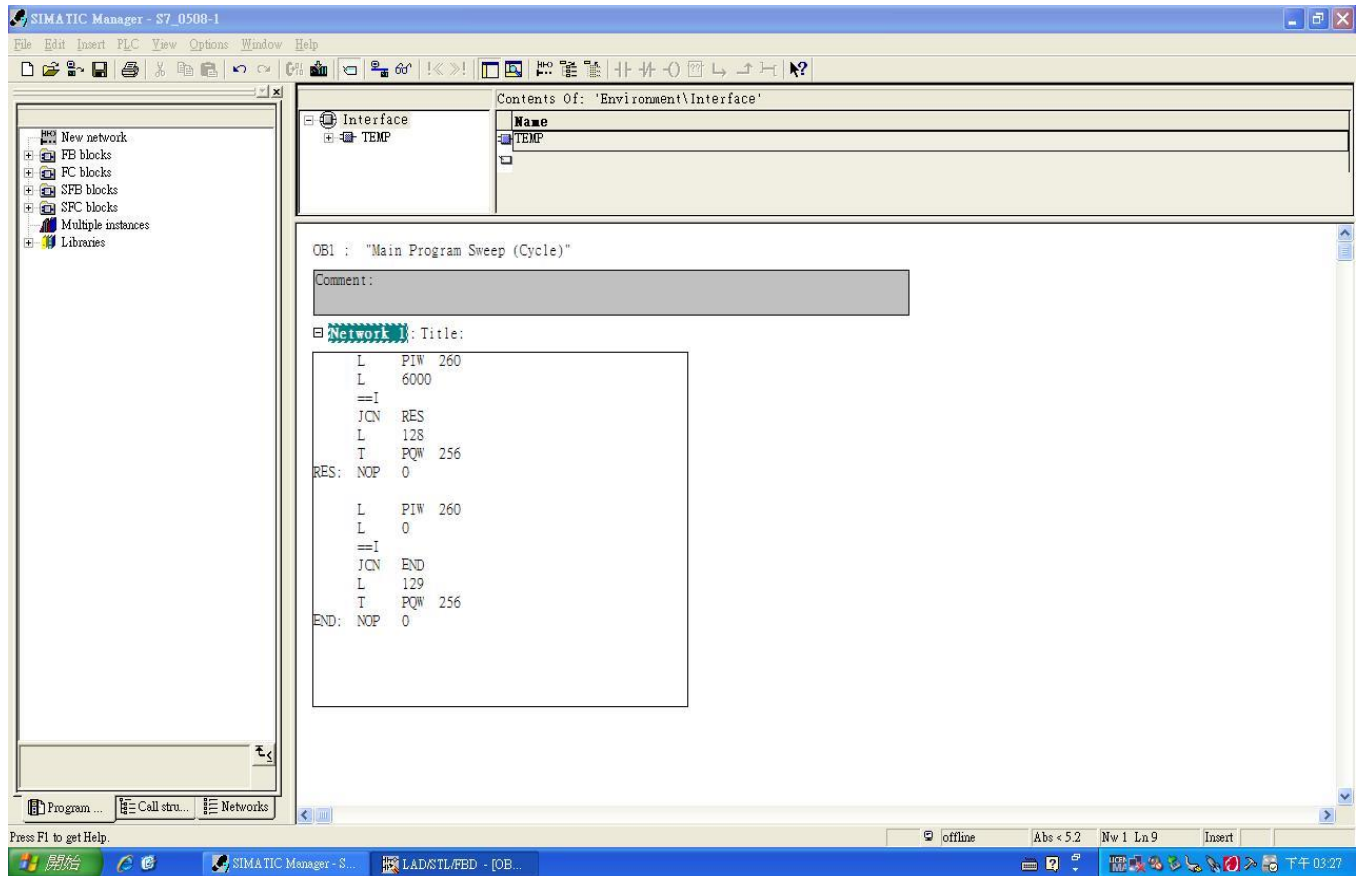 SIMATIC Manager - S7_0508-1
File Edit Insert PLC View Options Window Help
Contents Of: 'Environment\Interface'
Interface
TEMP
Name
TEMP
New network
FB blocks
FC blocks
SFB blocks
SFC blocks
Multiple instances
Libraries
OB1 : "Main Program Sweep (Cycle)"
Comment:
Network 1: Title:
L PIW 260
L 6000
==I
JCN RES
L 128
T PQW 256
RES: NOP 0
L PIW 260
L 0
==I
JCN END
L 129
T PQW 256
END: NOP 0
Program ... Call stru... Networks
Press F1 to get Help.
offline Abs < 5.2 Nw 1 Ln 9 Insert
開始 SIMATIC Manager - S... LAD/STL/FBD - [OB... 下午 03:27